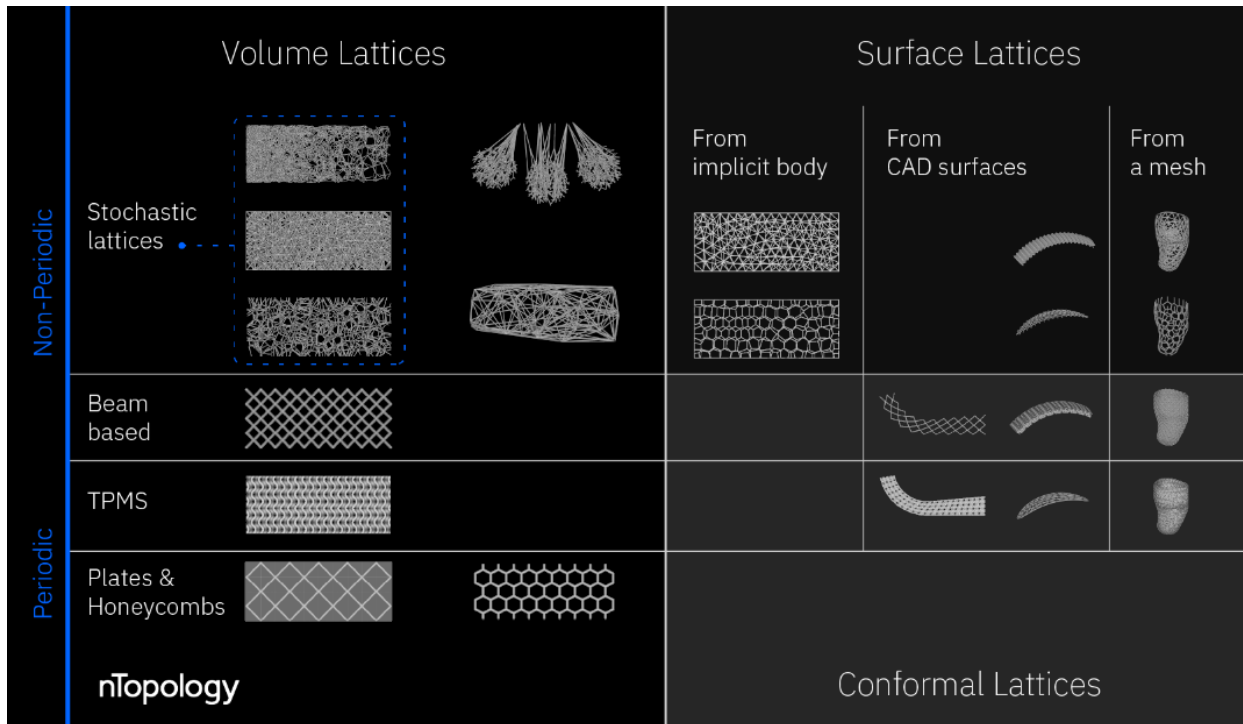 Volume Lattices
Surface Lattices
From
implicit body
From
CAD surfaces
From
a mesh
Non-Periodic
Stochastic
lattices
Beam
based
Periodic
TPMS
Plates &
Honeycombs
nTopology
Conformal Lattices